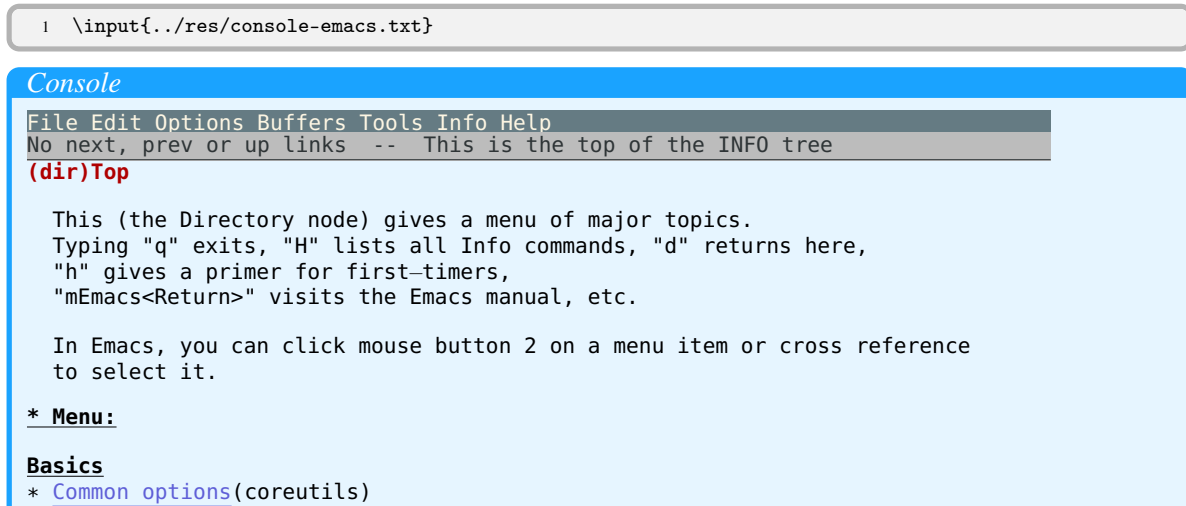 1 \input{../res/console-emacs.txt}
Console
File Edit Options Buffers Tools Info Help
No next, prev or up links -- This is the top of the INFO tree
(dir)Top
This (the Directory node) gives a menu of major topics.
Typing "q" exits, "H" lists all Info commands, "d" returns here,
"h" gives a primer for first–timers,
"mEmacs<Return>" visits the Emacs manual, etc.
In Emacs, you can click mouse button 2 on a menu item or cross reference
to select it.
* Menu:
Basics
* Common options(coreutils)